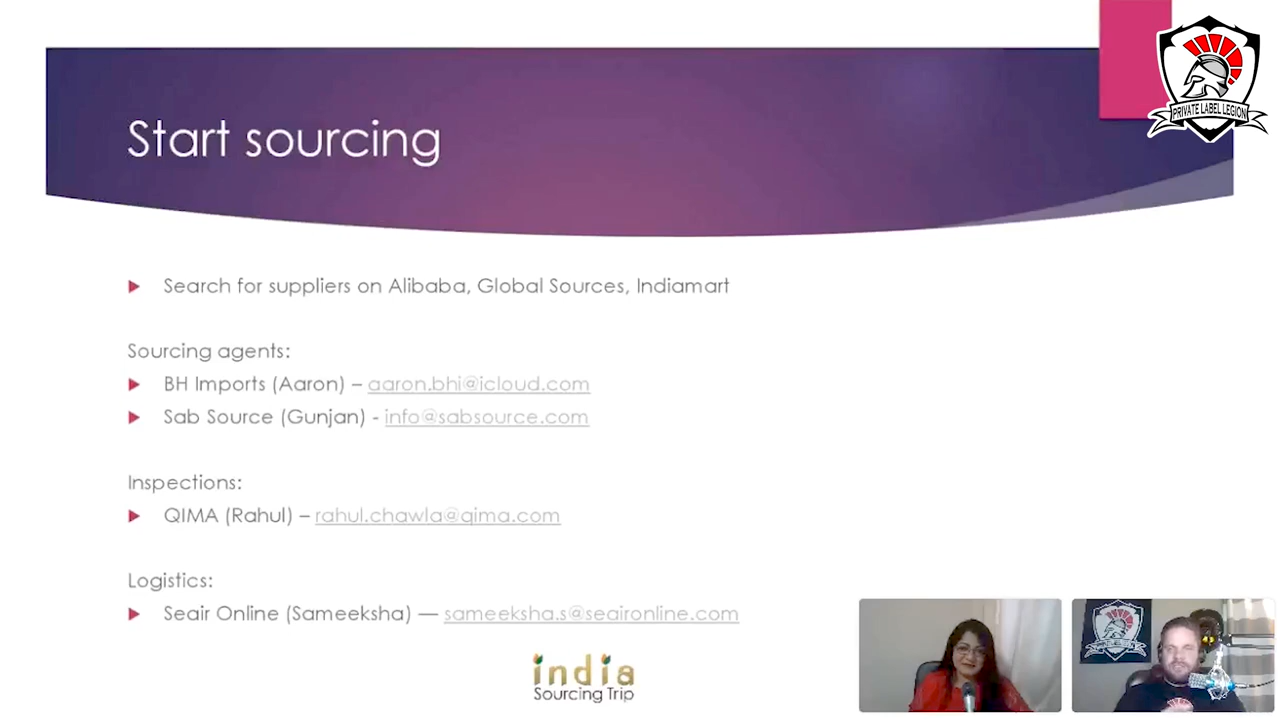 PRIVATE LABEL LEGION
Start sourcing
Search for suppliers on Alibaba, Global Sources, Indiamart
Sourcing agents:
BH Imports (Aaron) – aaron.bhi@icloud.com
Sab Source (Gunjan) - info@sabsource.com
Inspections:
QIMA (Rahul) – rahul.chawla@qima.com
Logistics:
Seair Online (Sameeksha) — sameeksha.s@seaironline.com
india
Sourcing Trip